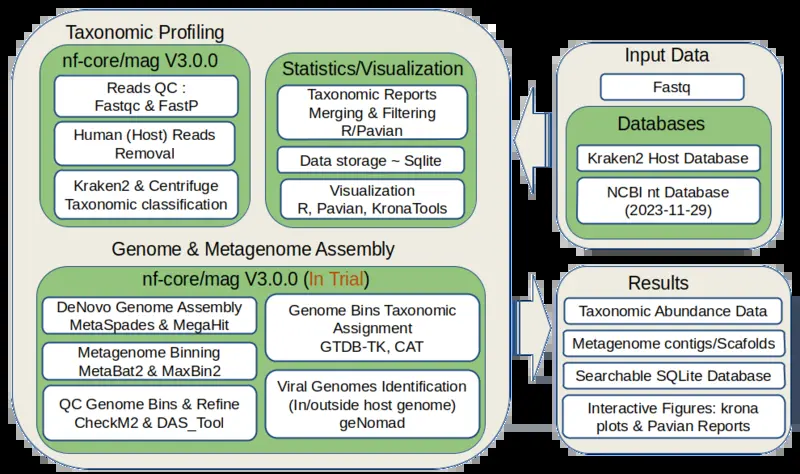 Taxonomic Profiling
nf-core/mag V3.0.0
Reads QC :
Fastqc & FastP
Human (Host) Reads
Removal
Kraken2 & Centrifuge
Taxonomic classification
Statistics/Visualization
Taxonomic Reports
Merging & Filtering
R/Pavian
Data storage ~ Sqlite
Visualization
R, Pavian, KronaTools
Genome & Metagenome Assembly
nf-core/mag V3.0.0 (In Trial)
DeNovo Genome Assembly
MetaSpades & MegaHit
Metagenome Binning
MetaBat2 & MaxBin2
QC Genome Bins & Refine
CheckM2 & DAS_Tool
Genome Bins Taxonomic
Assignment
GTDB-TK, CAT
Viral Genomes Identification
(In/outside host genome)
geNomad
Input Data
Fastq
Databases
Kraken2 Host Database
NCBI nt Database
(2023-11-29)
Results
Taxonomic Abundance Data
Metagenome contigs/Scafolds
Searchable SQLite Database
Interactive Figures: krona
plots & Pavian Reports